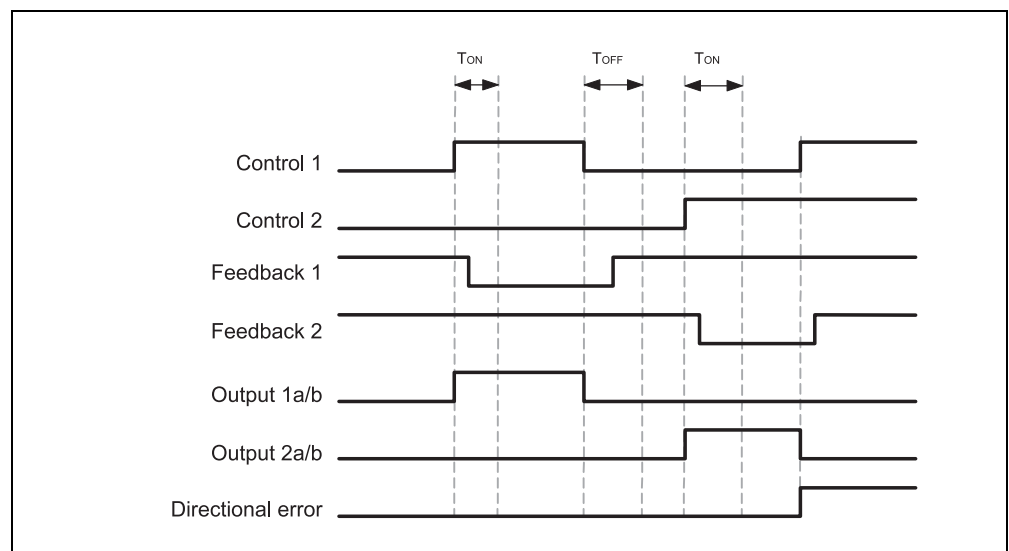 TON TOFF TON
Control 1
Control 2
Feedback 1
Feedback 2
Output 1a/b
Output 2a/b
Directional error